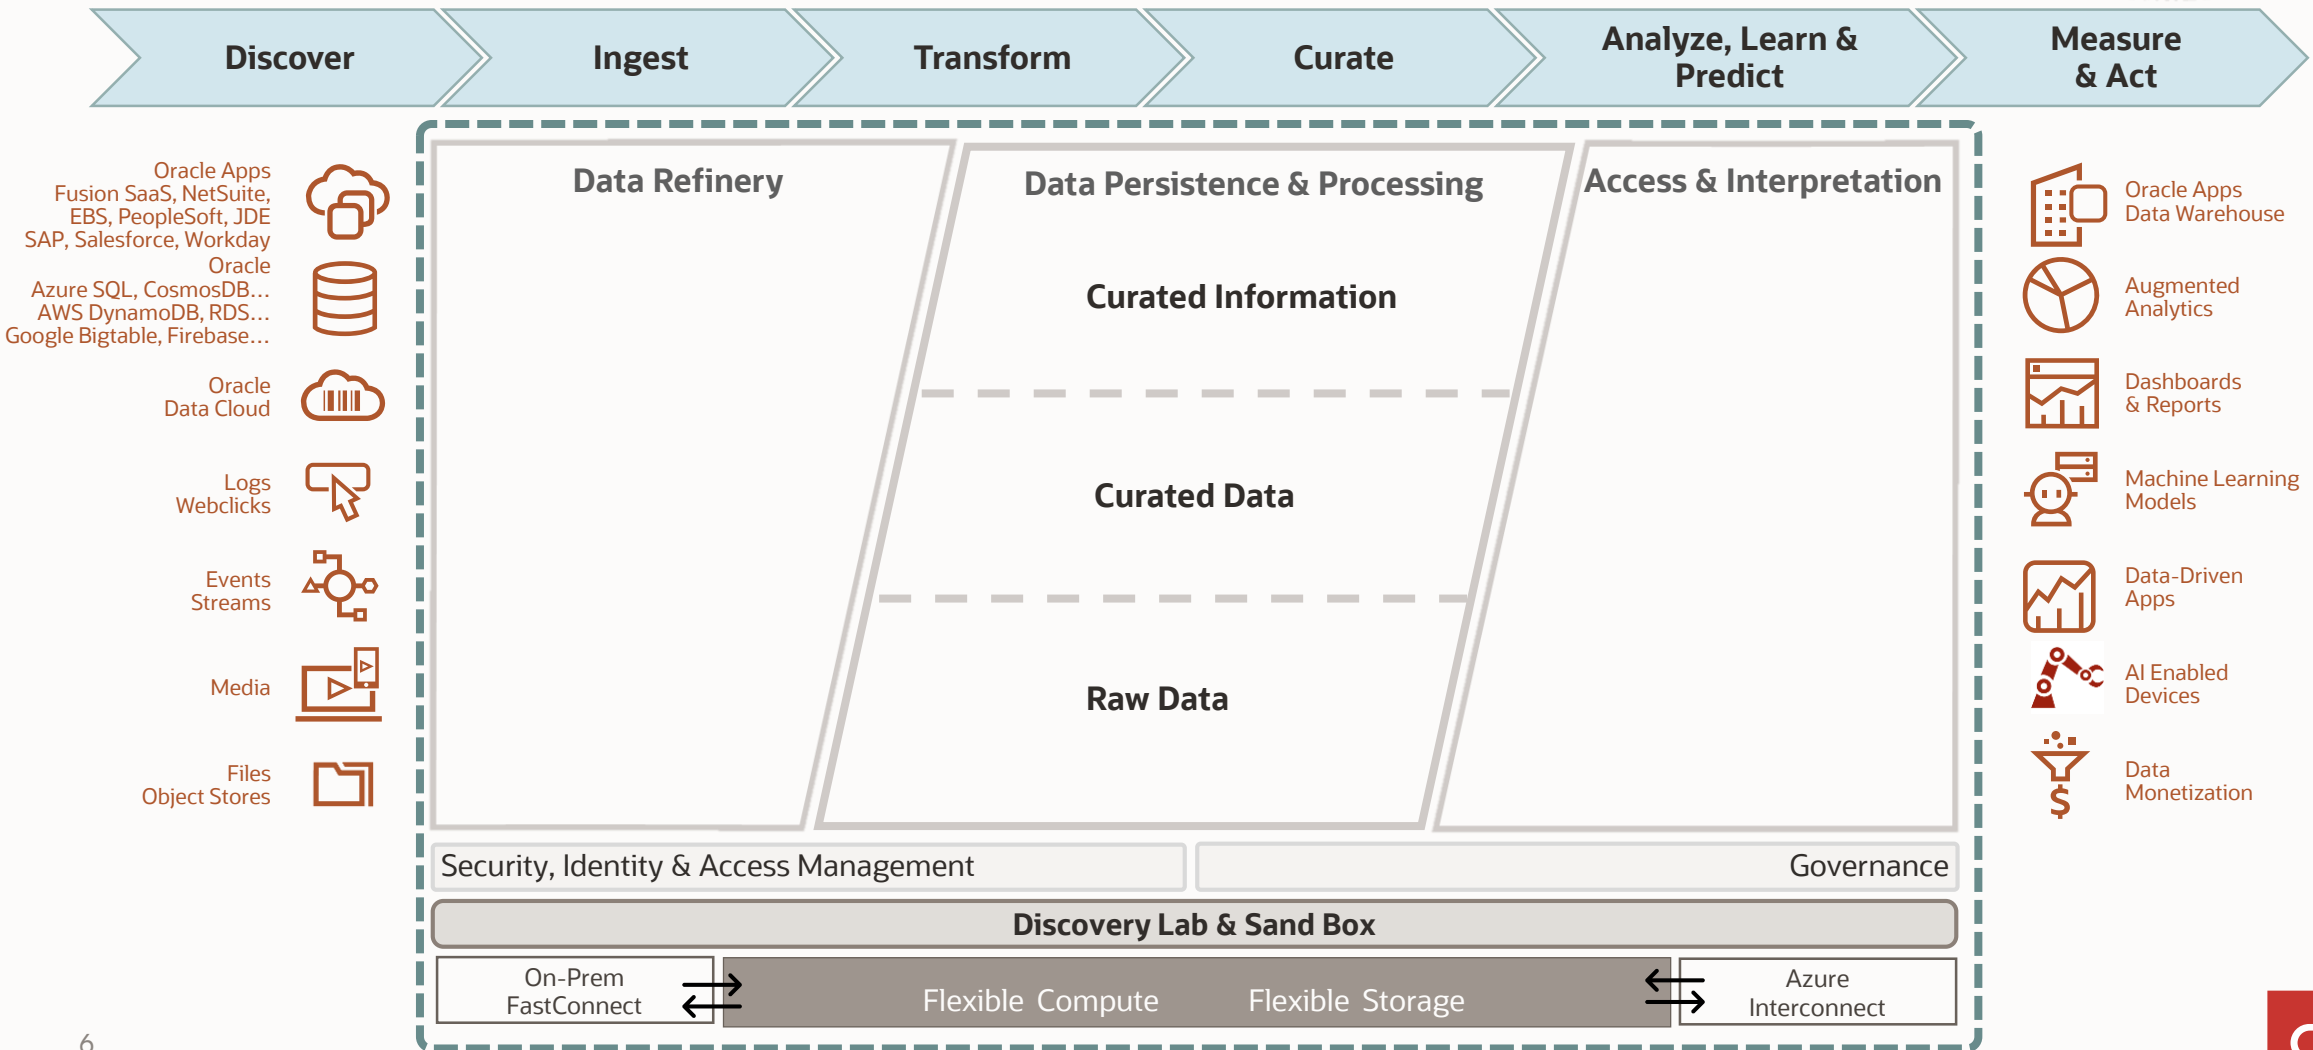 Discover
Ingest
Transform
Curate
Analyze, Learn &
Predict
Measure
& Act
Oracle Apps
Fusion SaaS, NetSuite,
EBS, PeopleSoft, JDE
SAP, Salesforce, Workday
Oracle
Azure SQL, CosmosDB...
AWS DynamoDB, RDS...
Google Bigtable, Firebase...
Oracle
Data Cloud
Logs
Webclicks
Events
Streams
Media
Files
Object Stores
Data Refinery
Data Persistence & Processing
Curated Information
Curated Data
Raw Data
Access & Interpretation
Oracle Apps
Data Warehouse
Augmented
Analytics
Dashboards
& Reports
Machine Learning
Models
Data-Driven
Apps
AI Enabled
Devices
$
Data
Monetization
Security, Identity & Access Management
Governance
Discovery Lab & Sand Box
On-Prem
FastConnect
Flexible Compute
Flexible Storage
Azure
Interconnect
6